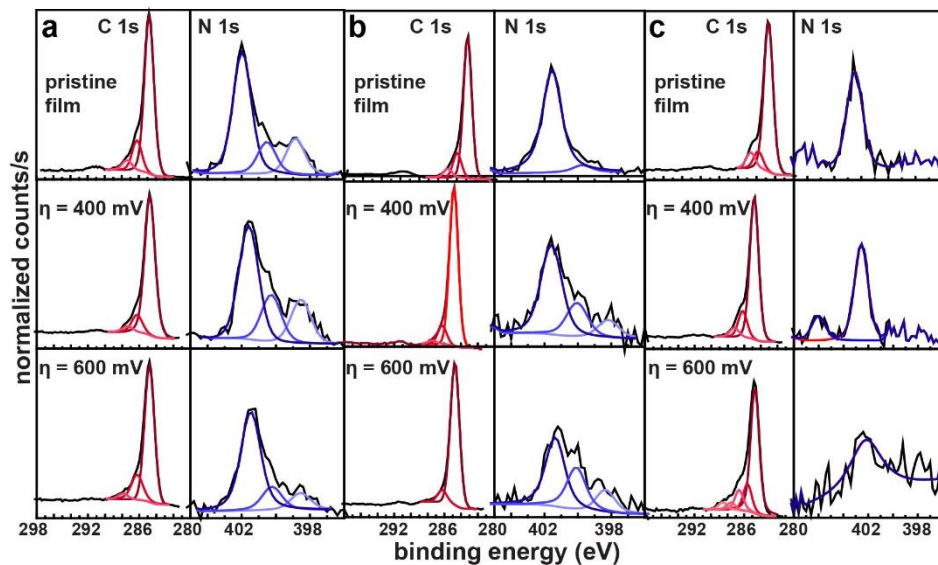 a C 1s N 1s b C 1s c C 1s N 1s
pristine film pristine film pristine film
η = 400 mV η = 400 mV η = 400 mV
η = 600 mV η = 600 mV η = 600 mV
normalized counts/s
298 292 286 280 402 398 292 286 280 402 398 292 286 280 402 398
binding energy (eV)